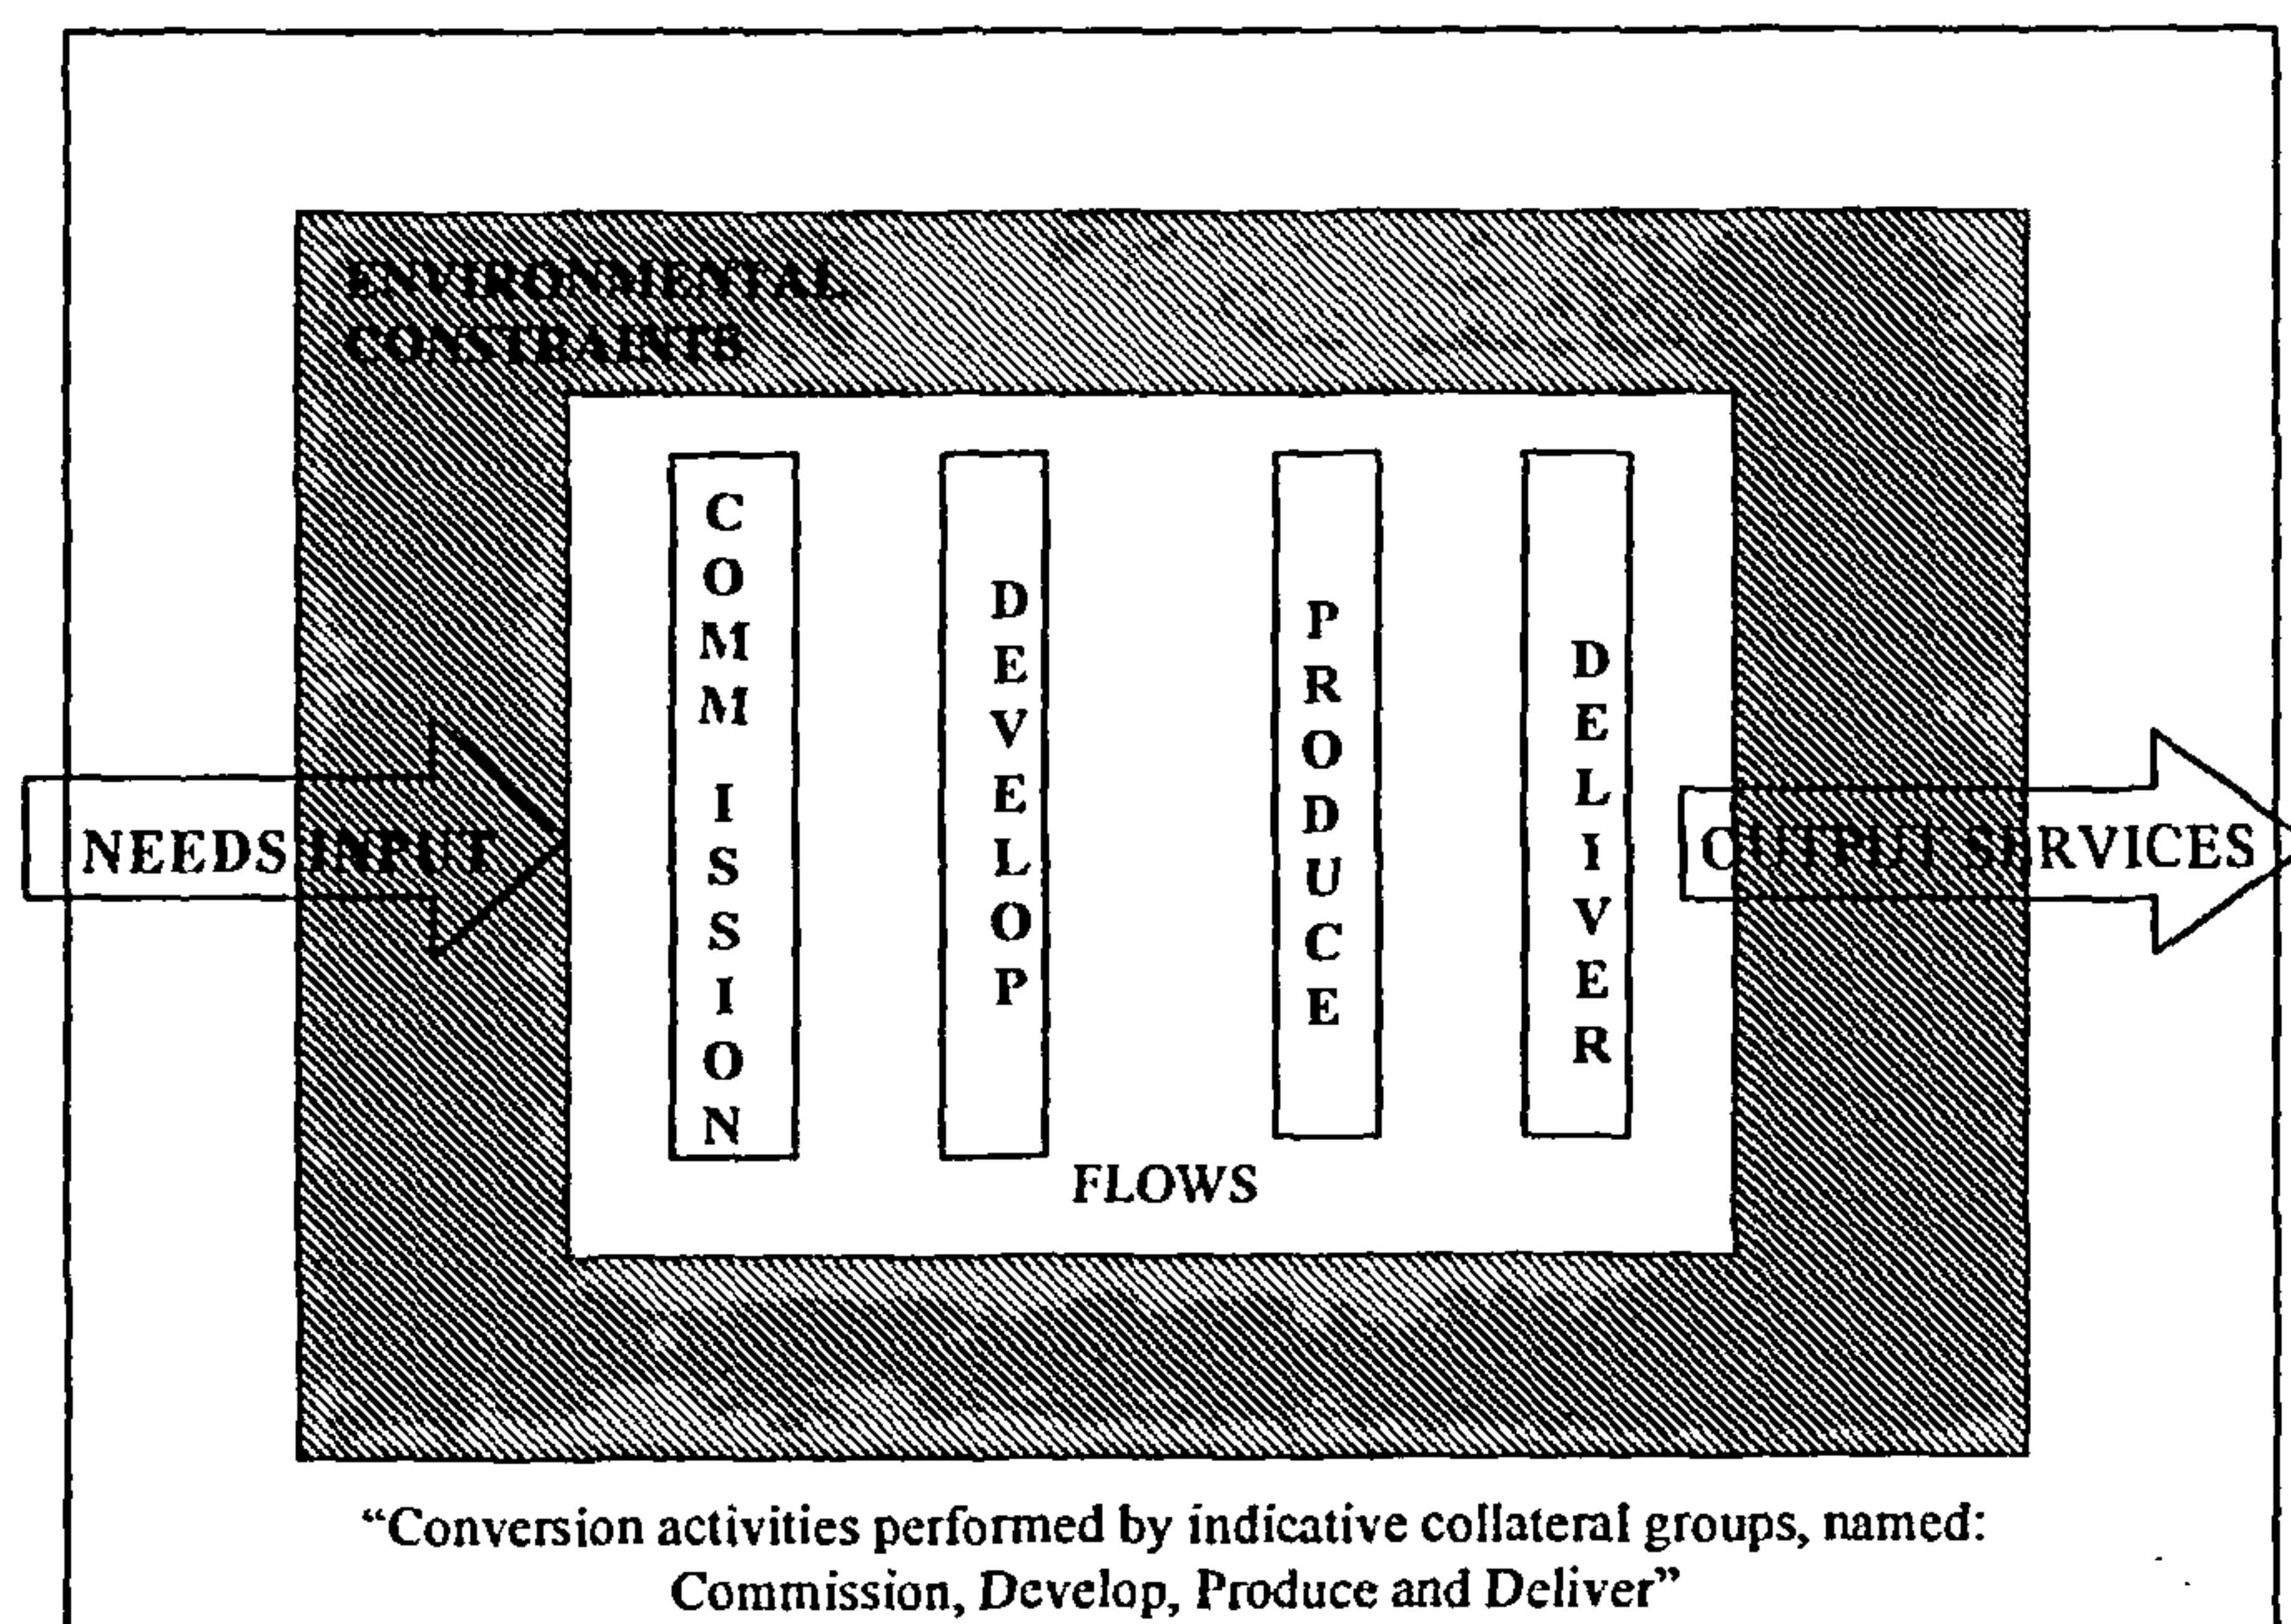 ENVIRONMENTAL
CONSTRAINTS
COMMISSION
DEVELOP
PRODUCE
DELIVER
NEEDS INPUT
OUTPUT SERVICES
FLOWS
“Conversion activities performed by indicative collateral groups, named:
Commission, Develop, Produce and Deliver”